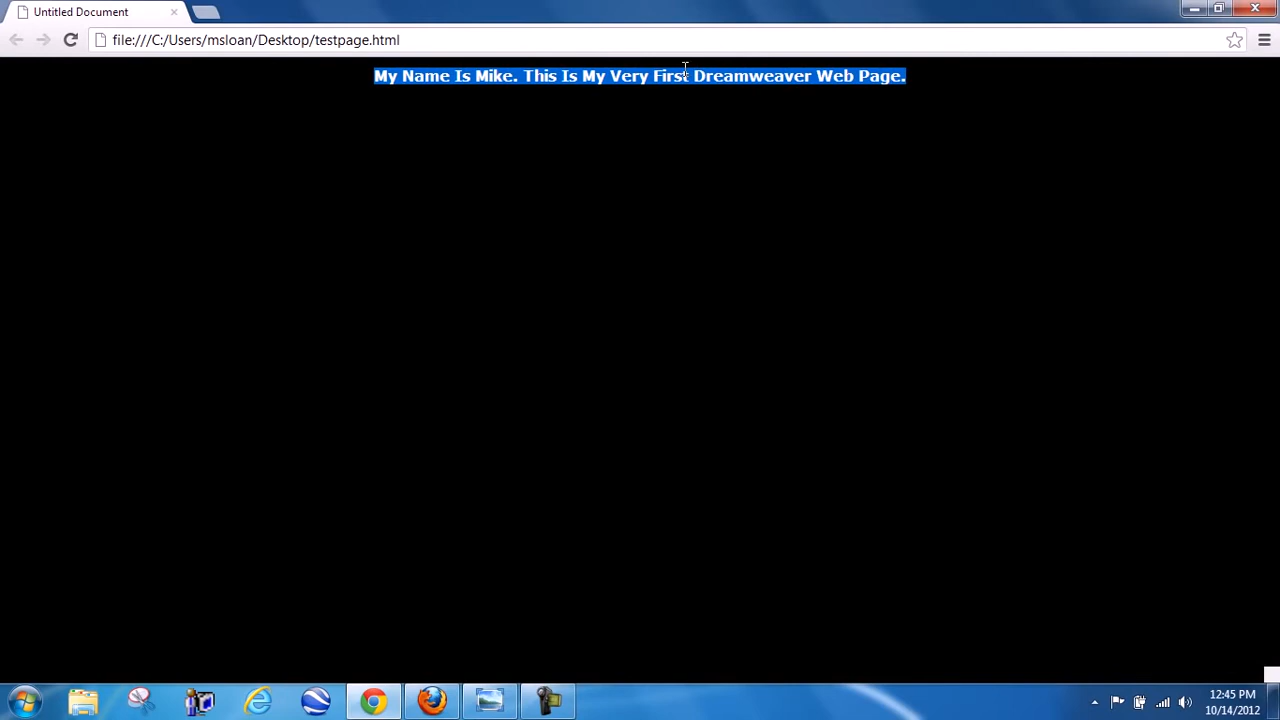 Untitled Document
file:///C:/Users/msloan/Desktop/testpage.html
My Name Is Mike. This Is My Very First Dreamweaver Web Page.
12:45 PM
10/14/2012